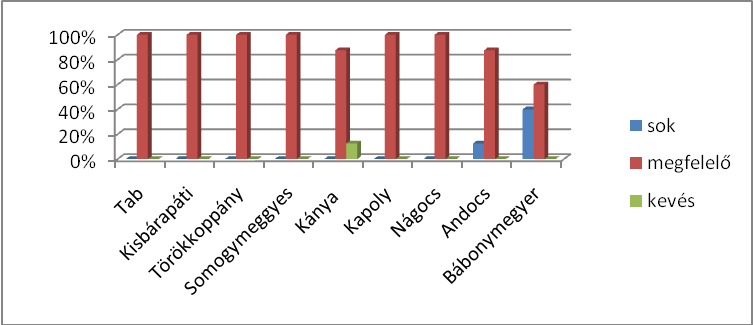 100%
80%
60%
40%
20%
0%
Tab
Kisbárapáti
Törökkoppány
Somogymeggyes
Kánya
Kapoly
Nágocs
Andocs
Bábonymegyer
sok
megfelelő
kevés